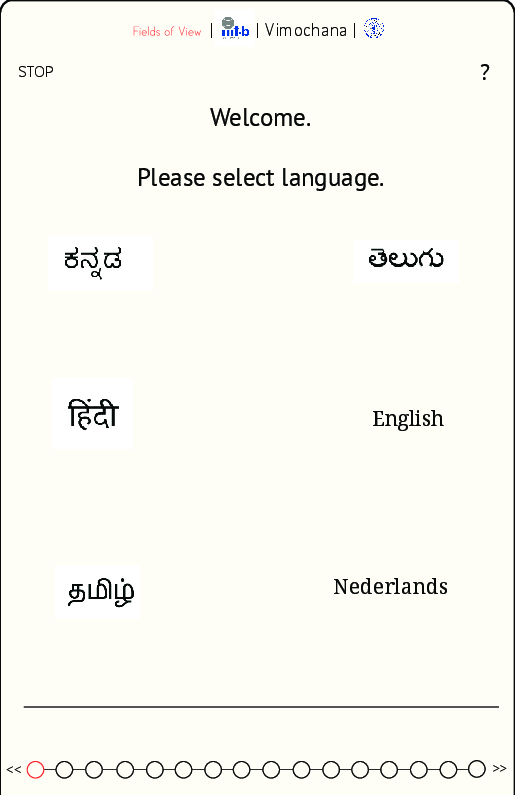 Fields of View | iiit-b | Vimochana |
STOP ?
Welcome.
Please select language.
ಕನ್ನಡ తెలుగు
हिंदी English
தமிழ் Nederlands
<< >>